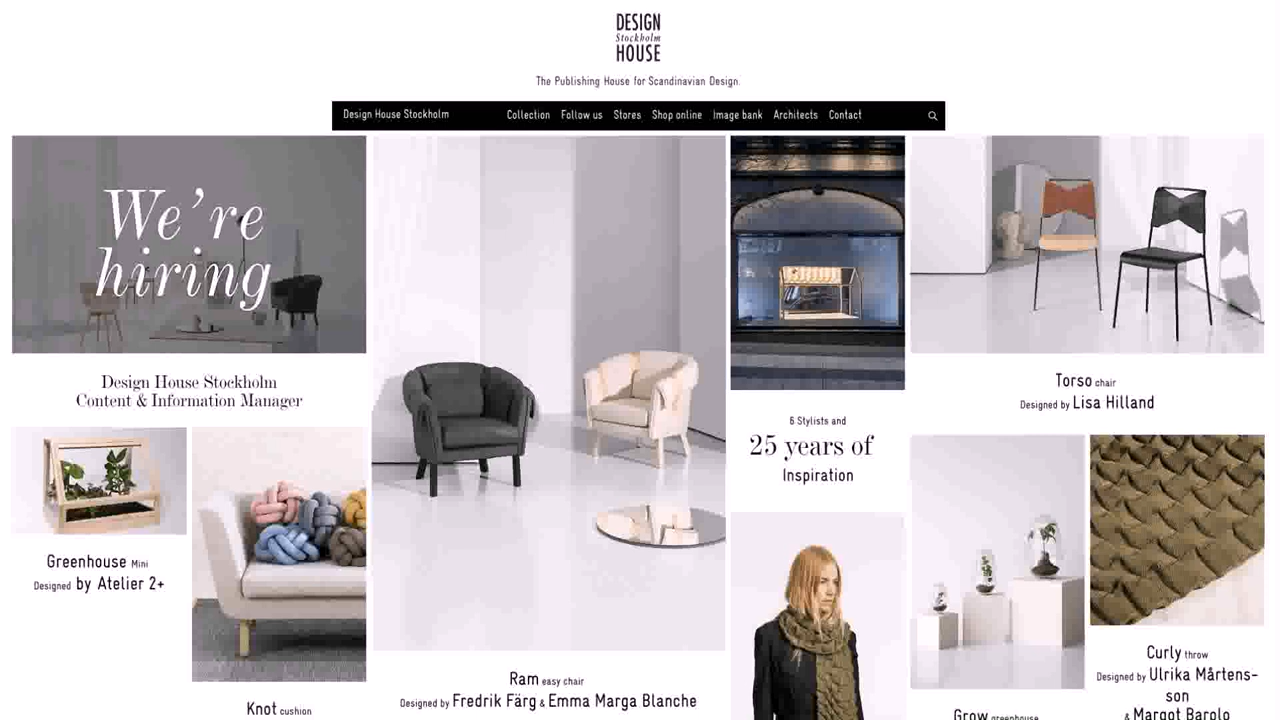 DESIGN
Stockholm
HOUSE
The Publishing House for Scandinavian Design.
Design House Stockholm
Collection
Follow us
Stores
Shop online
Image bank
Architects
Contact
We're
hiring
Design House Stockholm
Content & Information Manager
Greenhouse Mini
Designed by Atelier 2+
Knot cushion
Ram easy chair
Designed by Fredrik Färg & Emma Marga Blanche
6 Stylists and
25 years of
Inspiration
Torso chair
Designed by Lisa Hilland
Grow greenhouse
Curly throw
Designed by Ulrika Mårtens-
son
& Margot Barolo